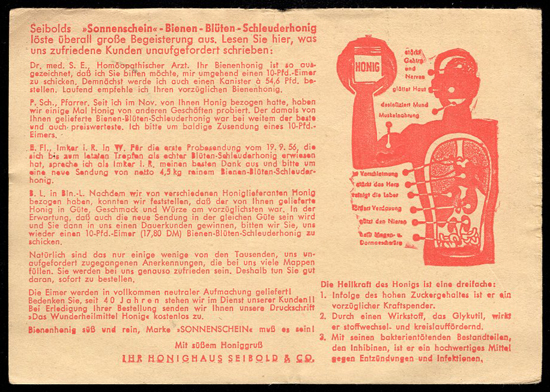 Seibolds »Sonnenschein«-Bienen-Blüten-Schleuderhonig
löste überall große Begeisterung aus. Lesen Sie hier, was
uns zufriedene Kunden unaufgefordert schrieben:
Dr. med. S. E., Homöopathischer Arzt. Ihr Bienenhonig ist so aus-
gezeichnet, daß ich Sie biffen möchte, mir umgehend einen 10-Pfd.-Eimer
zu schicken. Demnächst werde ich auch einen Kanister à 54,6 Pfd. be-
stellen. Laufend empfehle ich Ihren vorzüglichen Bienenhonig.
P. Sch., Pfarrer. Seit ich im Nov. von Ihnen Honig bezogen hatte, haben
wir einige Mal Honig von anderen Geschäften probiert. Der damals von
Ihnen gelieferte Bienen-Blüten-Schleuderhonig war bei weitem der beste
und auch preiswerteste. Ich bitte um baldige Zusendung eines 10-Pfd.-
Eimers.
E. Fl., Imker i. R. in W. Für die erste Probesendung vom 19. 9. 56, die
sich bis zum letzten Tropfen als echter Blüten-Schleuderhonig erwiesen
hat, spreche ich als Imker i. R. meinen besten Dank aus und bitte um
eine neue Sendung von netto 4,5 kg reinem Bienen-Blüten-Schleuder-
honig.
B. L. in Bln.-L. Nachdem wir von verschiedenen Honiglieferanten Honig
bezogen haben, konnten wir feststellen, daß der von Ihnen gelieferte
Honig in Güte, Geschmack und Würze am vorzüglichsten war. In der
Erwartung, daß auch die neue Sendung in der gleichen Güte sein wird
und Sie dann in uns einen Dauerkunden gewinnen, bitten wir Sie, uns
wieder einen 10-Pfd.-Eimer (17,80 DM) Bienen-Blüten-Schleuderhonig zu
schicken.
Natürlich sind das nur einige wenige von den Tausenden, uns un-
aufgefordert zugegangenen Anerkennungen, die bei uns viele Mappen
füllen. Sie werden bei uns genauso zufrieden sein. Deshalb tun Sie gut
daran, sofort zu bestellen.
Die Eimer werden in vollkommen neutraler Aufmachung geliefert!
Bedenken Sie, seit 40 Jahren stehen wir im Dienst unserer Kunden!!
Bei Erledigung Ihrer Bestellung senden wir Ihnen unsere Druckschrift
»Das Wunderheilmittel Honig« kostenlos zu.
Bienenhonig süß und rein, Marke »SONNENSCHEIN« muß es sein!
Mit süßem Honiggruß
IHR HONIGHAUS SEIBOLD & CO.
HONIG
stärkt
Gehirn
und
Nerven
glättet Haut
desinfiziert Mund
Muskelnahrung
Verschleimung
stärkt das Herz
reinigt die Leber
fördert Verdauung
schützt den Nieren
heilt Magen- u.
Darmgeschwüre
Die Heilkraft des Honigs ist eine dreifache:
1. Infolge des hohen Zuckergehaltes ist er ein
vorzüglicher Kraftspender.
2. Durch einen Wirkstoff, das Glykutil, wirkt
er stoffwechsel- und kreislauffördernd.
3. Mit seinen bakterientötenden Bestandteilen,
den Inhibinen, ist er ein hochwertiges Mittel
gegen Entzündungen und Infektionen.